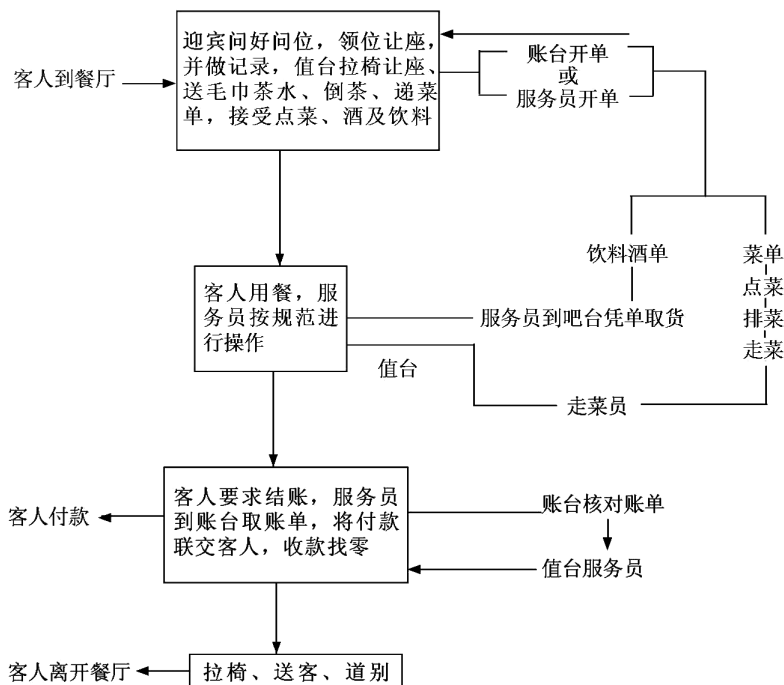 迎宾问好问位，领位让座，
并做记录，值台拉椅让座、
送毛巾茶水、倒茶、递菜
单，接受点菜、酒及饮料
客人到餐厅
账台开单
或
服务员开单
饮料酒单
菜单
点菜
排菜
走菜
客人用餐，服
务员按规范进
行操作
服务员到吧台凭单取货
值台
走菜员
客人要求结账，服务员
到账台取账单，将付款
联交客人，收款找零
客人付款
账台核对账单
值台服务员
客人离开餐厅
拉椅、送客、道别